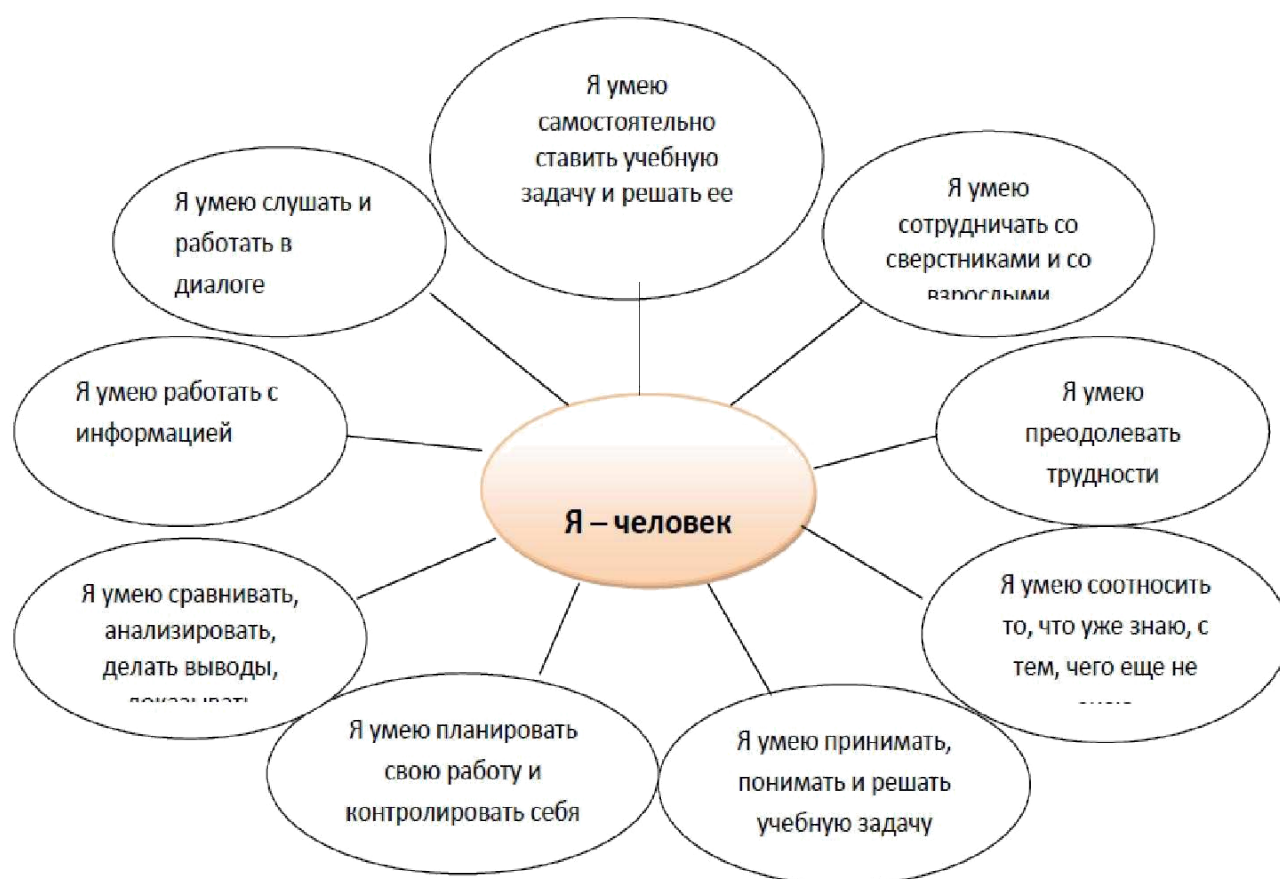 Я умею
самостоятельно
ставить учебную
задачу и решать ее
Я умею слушать и
работать в
диалоге
Я умею
сотрудничать со
сверстниками и со
взрослыми
Я умею работать с
информацией
Я умею
преодолевать
трудности
Я – человек
Я умею сравнивать,
анализировать,
делать выводы,
доказывать
Я умею соотносить
то, что уже знаю, с
тем, чего еще не
Я умею планировать
свою работу и
контролировать себя
Я умею принимать,
понимать и решать
учебную задачу